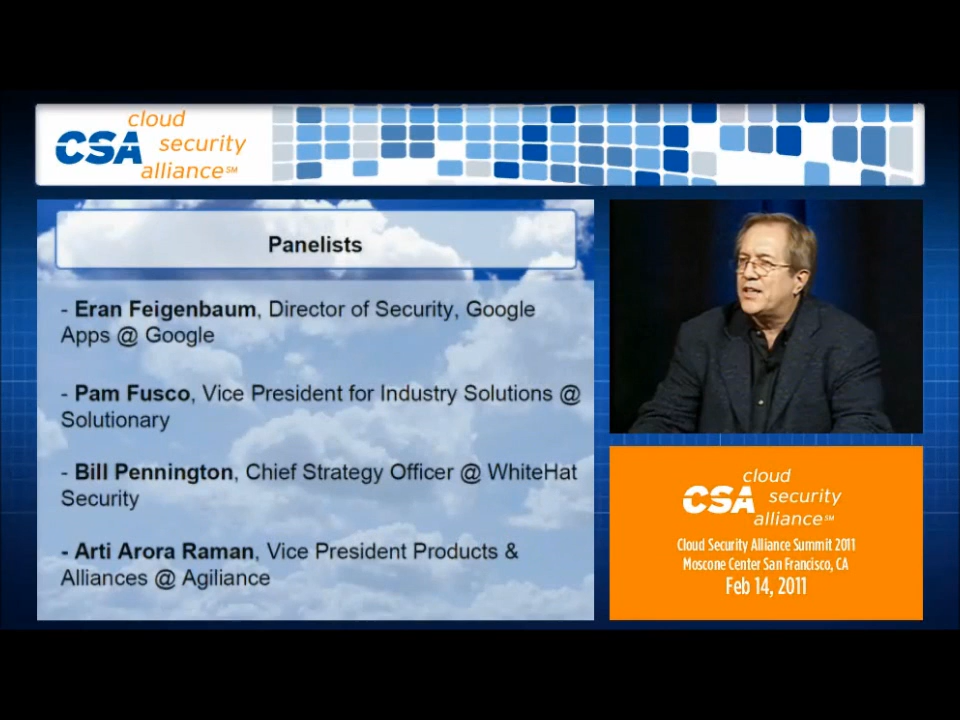 cloud
CSA security
alliance℠
Panelists
- Eran Feigenbaum, Director of Security, Google
Apps @ Google
- Pam Fusco, Vice President for Industry Solutions @
Solutionary
- Bill Pennington, Chief Strategy Officer @ WhiteHat
Security
- Arti Arora Raman, Vice President Products &
Alliances @ Agiliance
cloud
CSA security
alliance℠
Cloud Security Alliance Summit 2011
Moscone Center San Francisco, CA
Feb 14, 2011